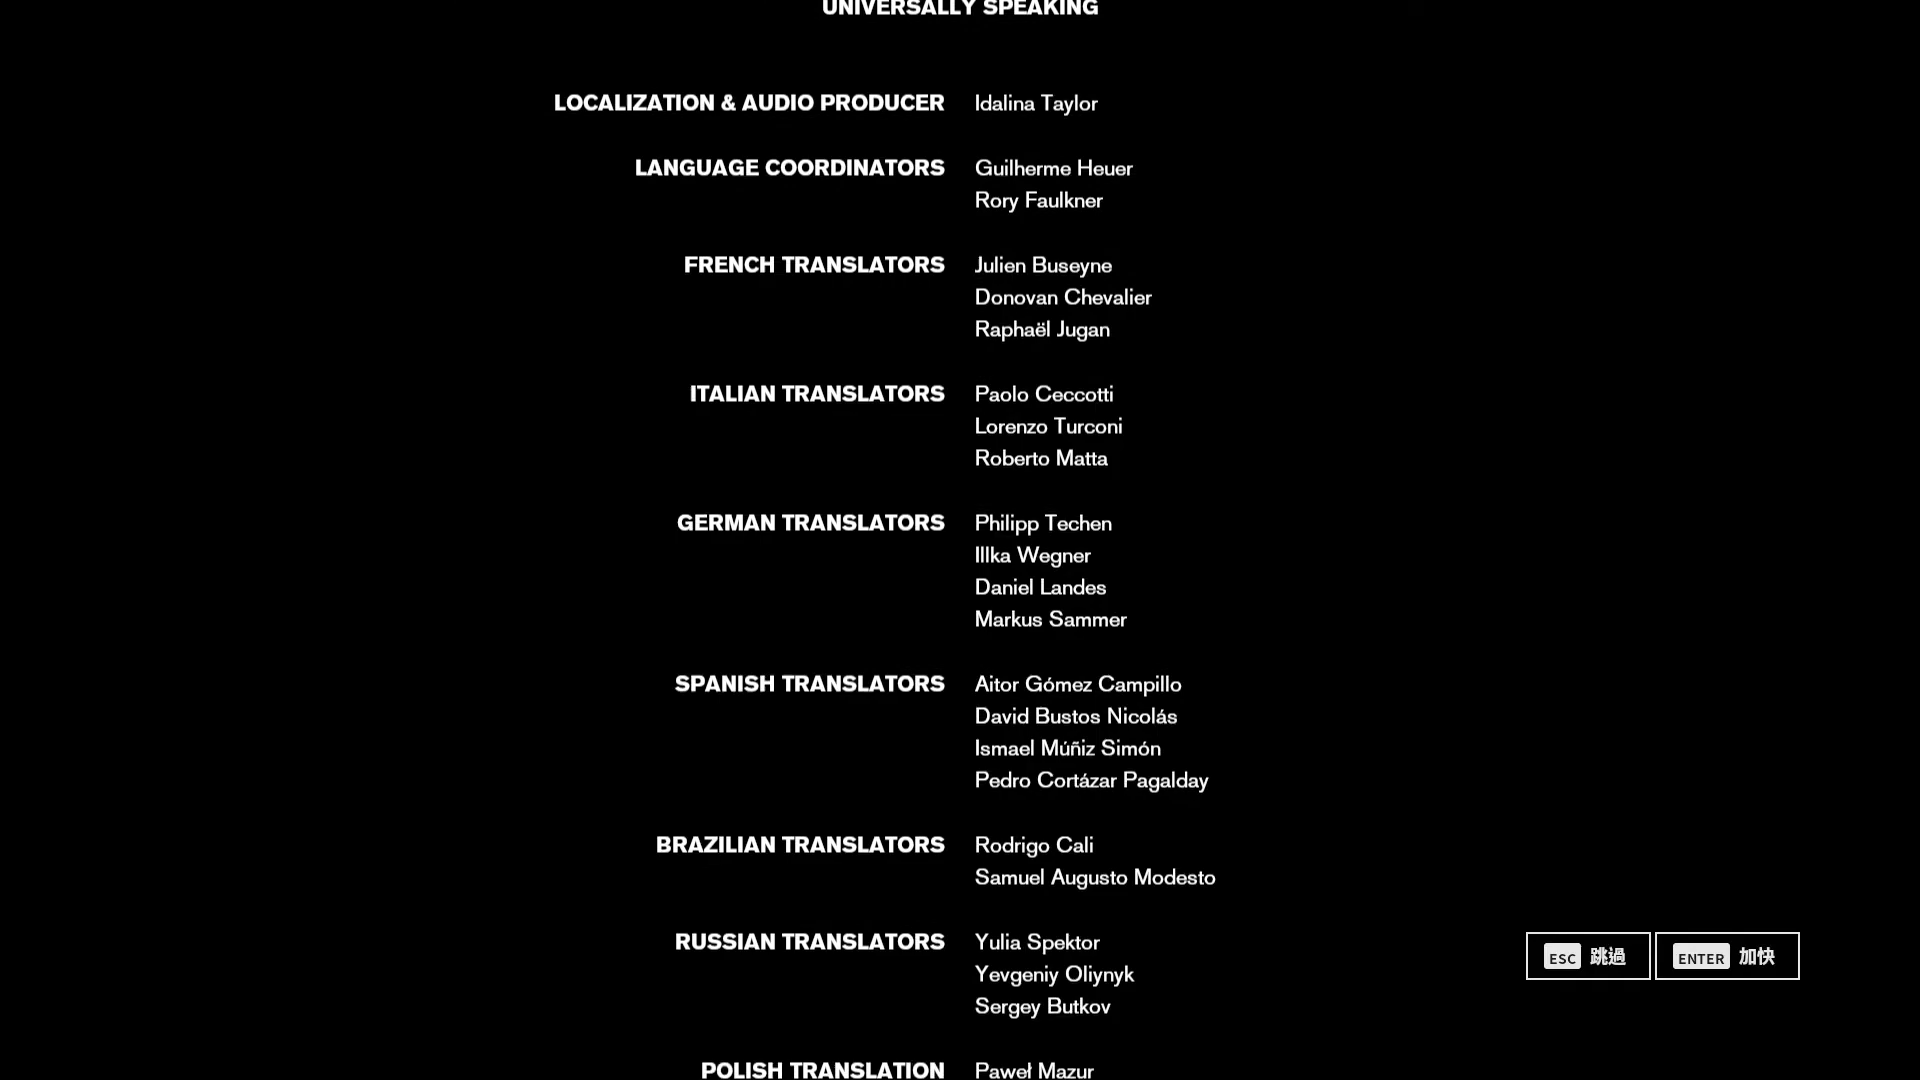 UNIVERSALLY SPEAKING
LOCALIZATION & AUDIO PRODUCER Idalina Taylor
LANGUAGE COORDINATORS Guilherme Heuer
Rory Faulkner
FRENCH TRANSLATORS Julien Buseyne
Donovan Chevalier
Raphaël Jugan
ITALIAN TRANSLATORS Paolo Ceccotti
Lorenzo Turconi
Roberto Matta
GERMAN TRANSLATORS Philipp Techen
Illka Wegner
Daniel Landes
Markus Sammer
SPANISH TRANSLATORS Aitor Gómez Campillo
David Bustos Nicolás
Ismael Múñiz Simón
Pedro Cortázar Pagalday
BRAZILIAN TRANSLATORS Rodrigo Cali
Samuel Augusto Modesto
RUSSIAN TRANSLATORS Yulia Spektor
Yevgeniy Oliynyk
Sergey Butkov
ESC 跳過 ENTER 加快
POLISH TRANSLATION Paweł Mazur